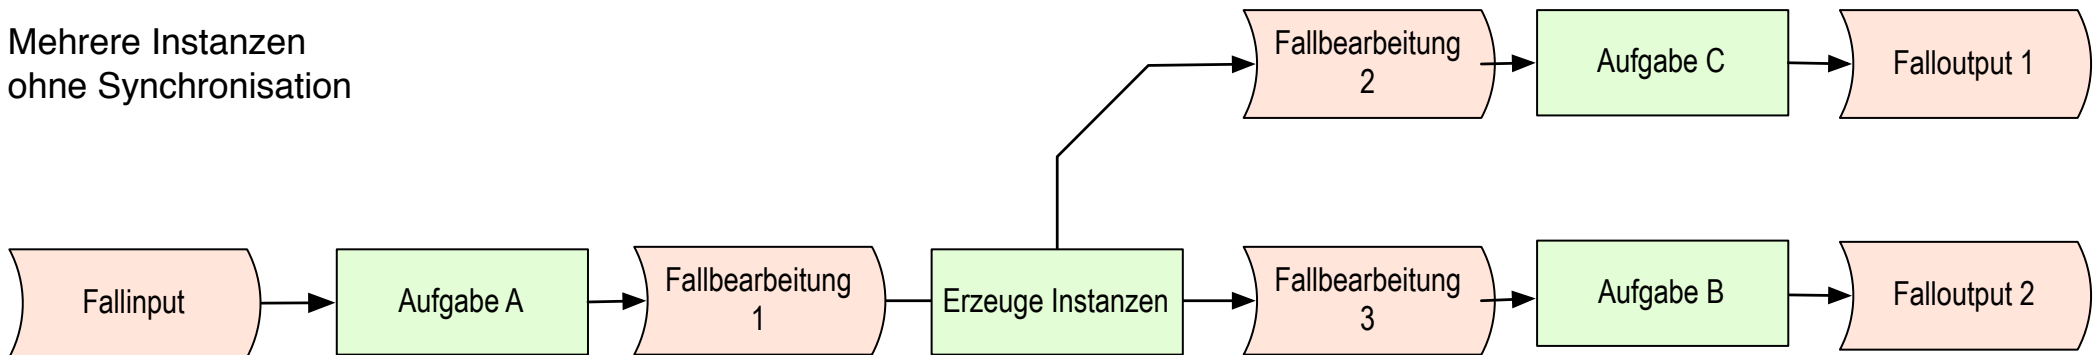 Mehrere Instanzen
ohne Synchronisation
Fallbearbeitung
2
Aufgabe C
Falloutput 1
Fallinput
Aufgabe A
Fallbearbeitung
1
Erzeuge Instanzen
Fallbearbeitung
3
Aufgabe B
Falloutput 2